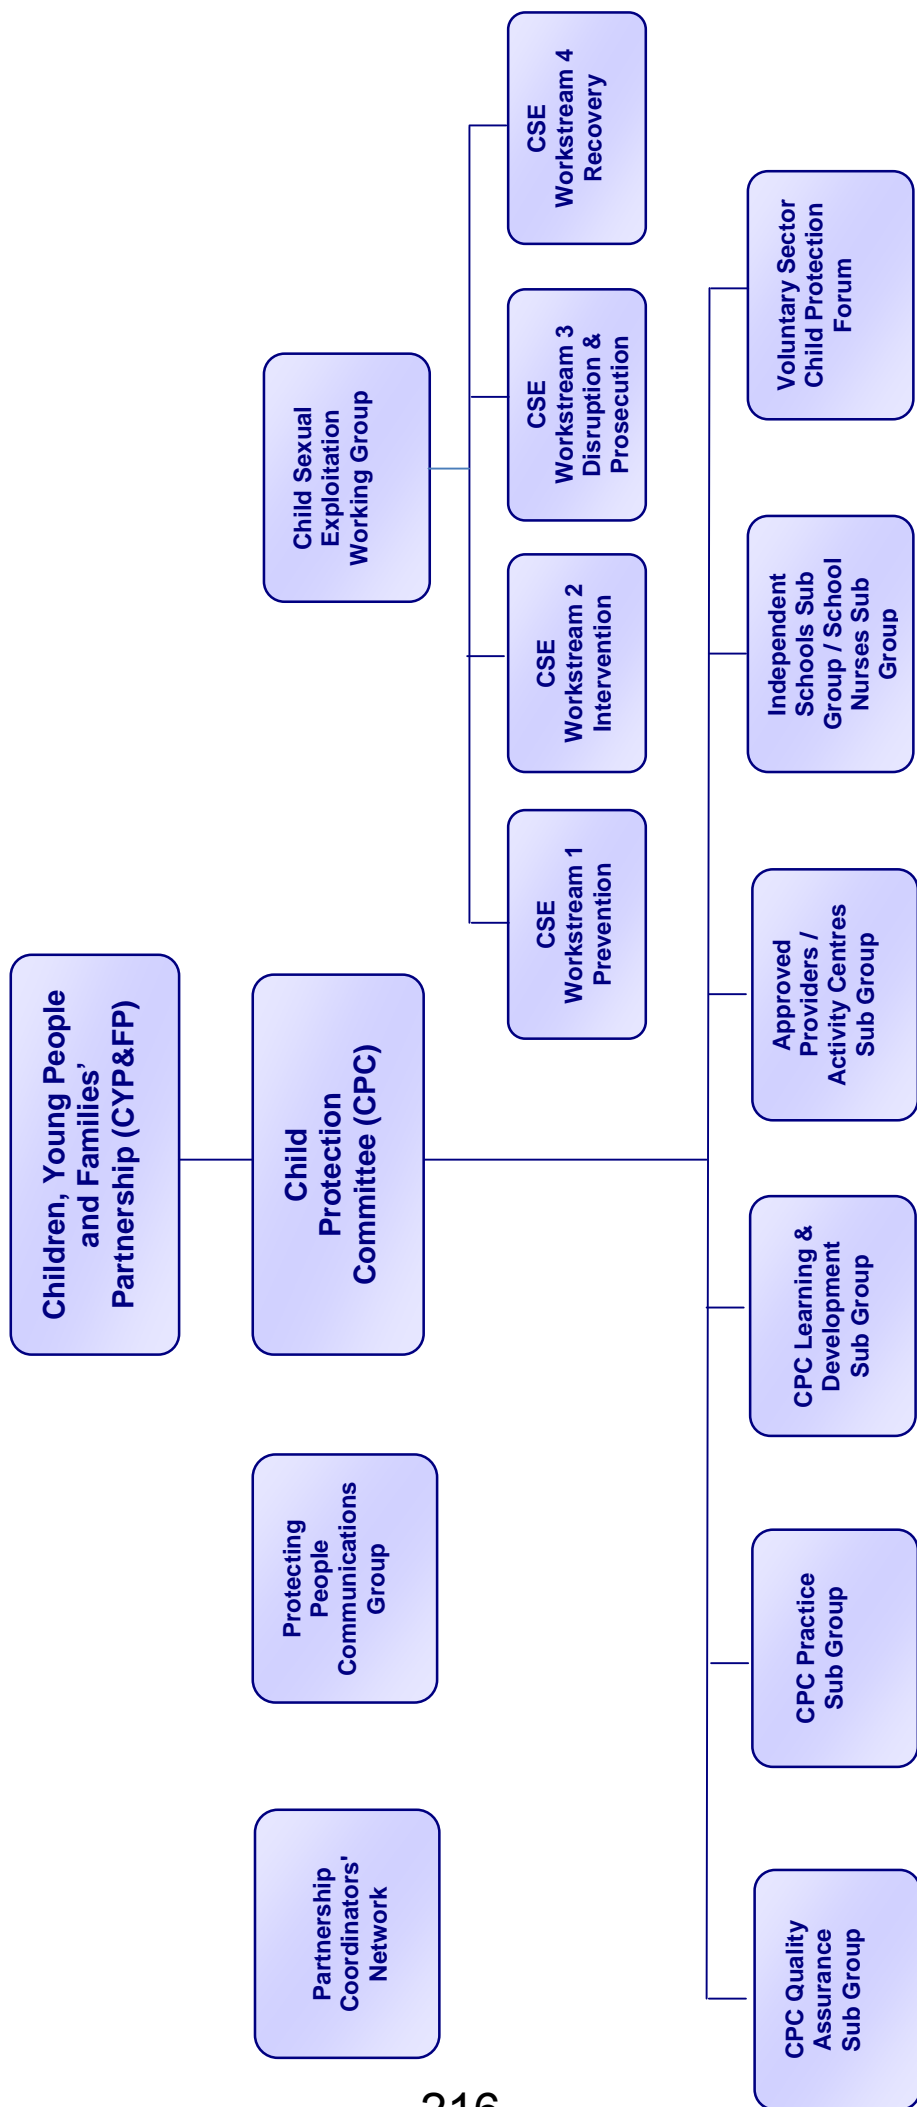 Children, Young People
and Families’
Partnership (CYP&FP)
Partnership
Coordinators'
Network
Protecting
People
Communications
Group
Child
Protection
Committee (CPC)
Child Sexual
Exploitation
Working Group
CSE
Workstream 1
Prevention
CSE
Workstream 2
Intervention
CSE
Workstream 3
Disruption &
Prosecution
CSE
Workstream 4
Recovery
CPC Quality
Assurance
Sub Group
CPC Practice
Sub Group
CPC Learning &
Development
Sub Group
Approved
Providers /
Activity Centres
Sub Group
Independent
Schools Sub
Group / School
Nurses Sub
Group
Voluntary Sector
Child Protection
Forum
216